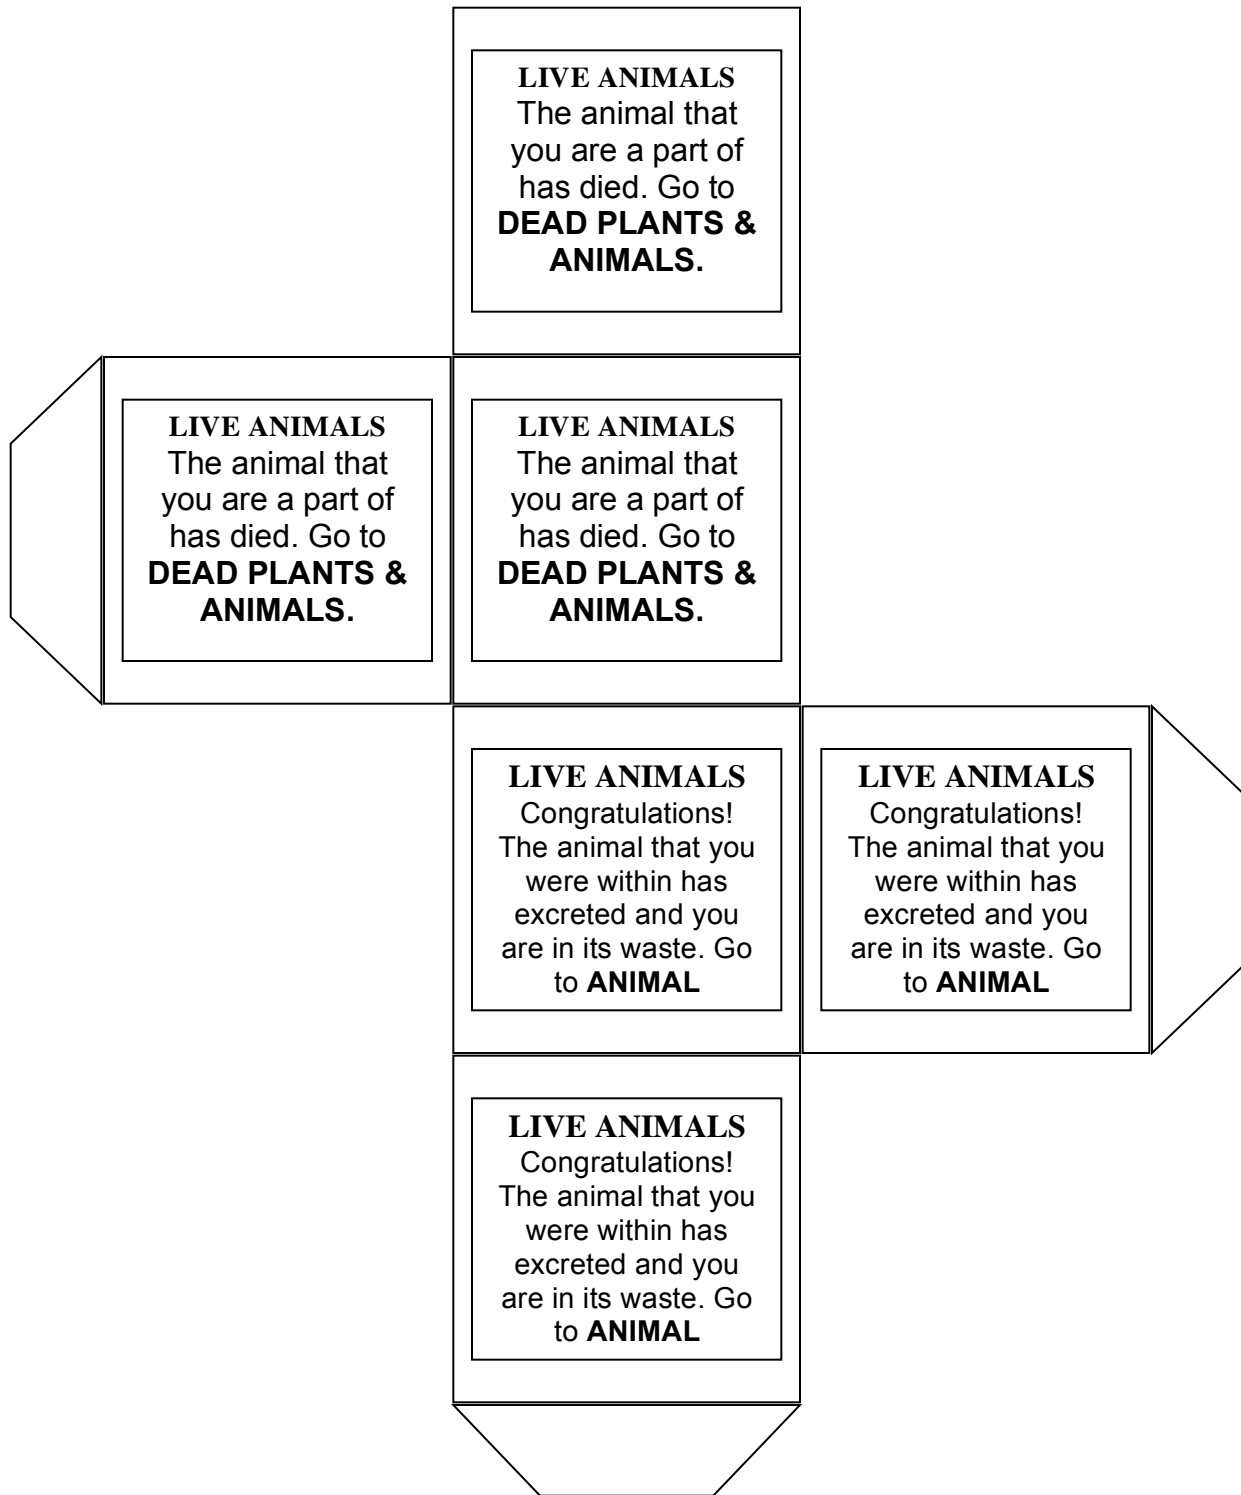 LIVE ANIMALS
The animal that
you are a part of
has died. Go to
DEAD PLANTS &
ANIMALS.
LIVE ANIMALS
The animal that
you are a part of
has died. Go to
DEAD PLANTS &
ANIMALS.
LIVE ANIMALS
The animal that
you are a part of
has died. Go to
DEAD PLANTS &
ANIMALS.
LIVE ANIMALS
Congratulations!
The animal that you
were within has
excreted and you
are in its waste. Go
to ANIMAL
LIVE ANIMALS
Congratulations!
The animal that you
were within has
excreted and you
are in its waste. Go
to ANIMAL
LIVE ANIMALS
Congratulations!
The animal that you
were within has
excreted and you
are in its waste. Go
to ANIMAL